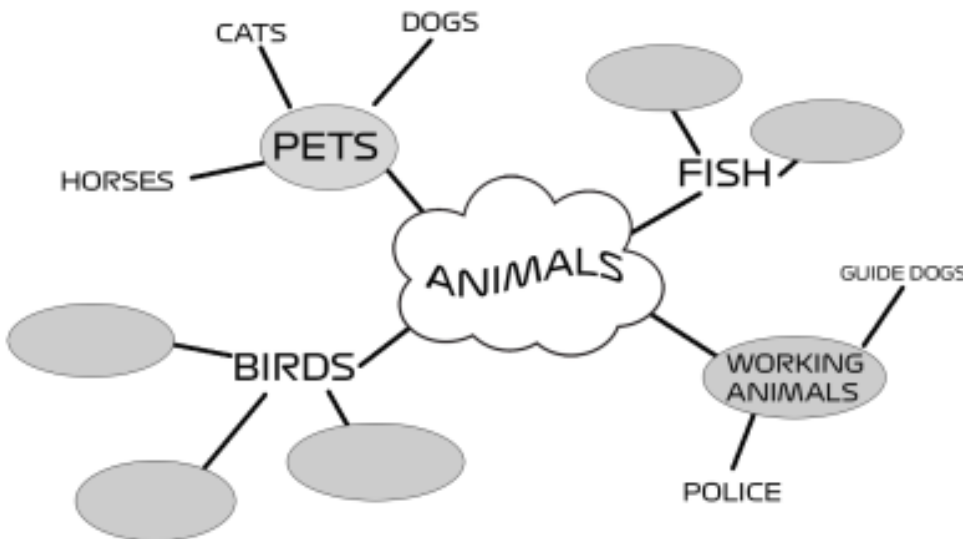 CATS
DOGS
PETS
HORSES
FISH
ANIMALS
GUIDE DOGS
BIRDS
WORKING
ANIMALS
POLICE